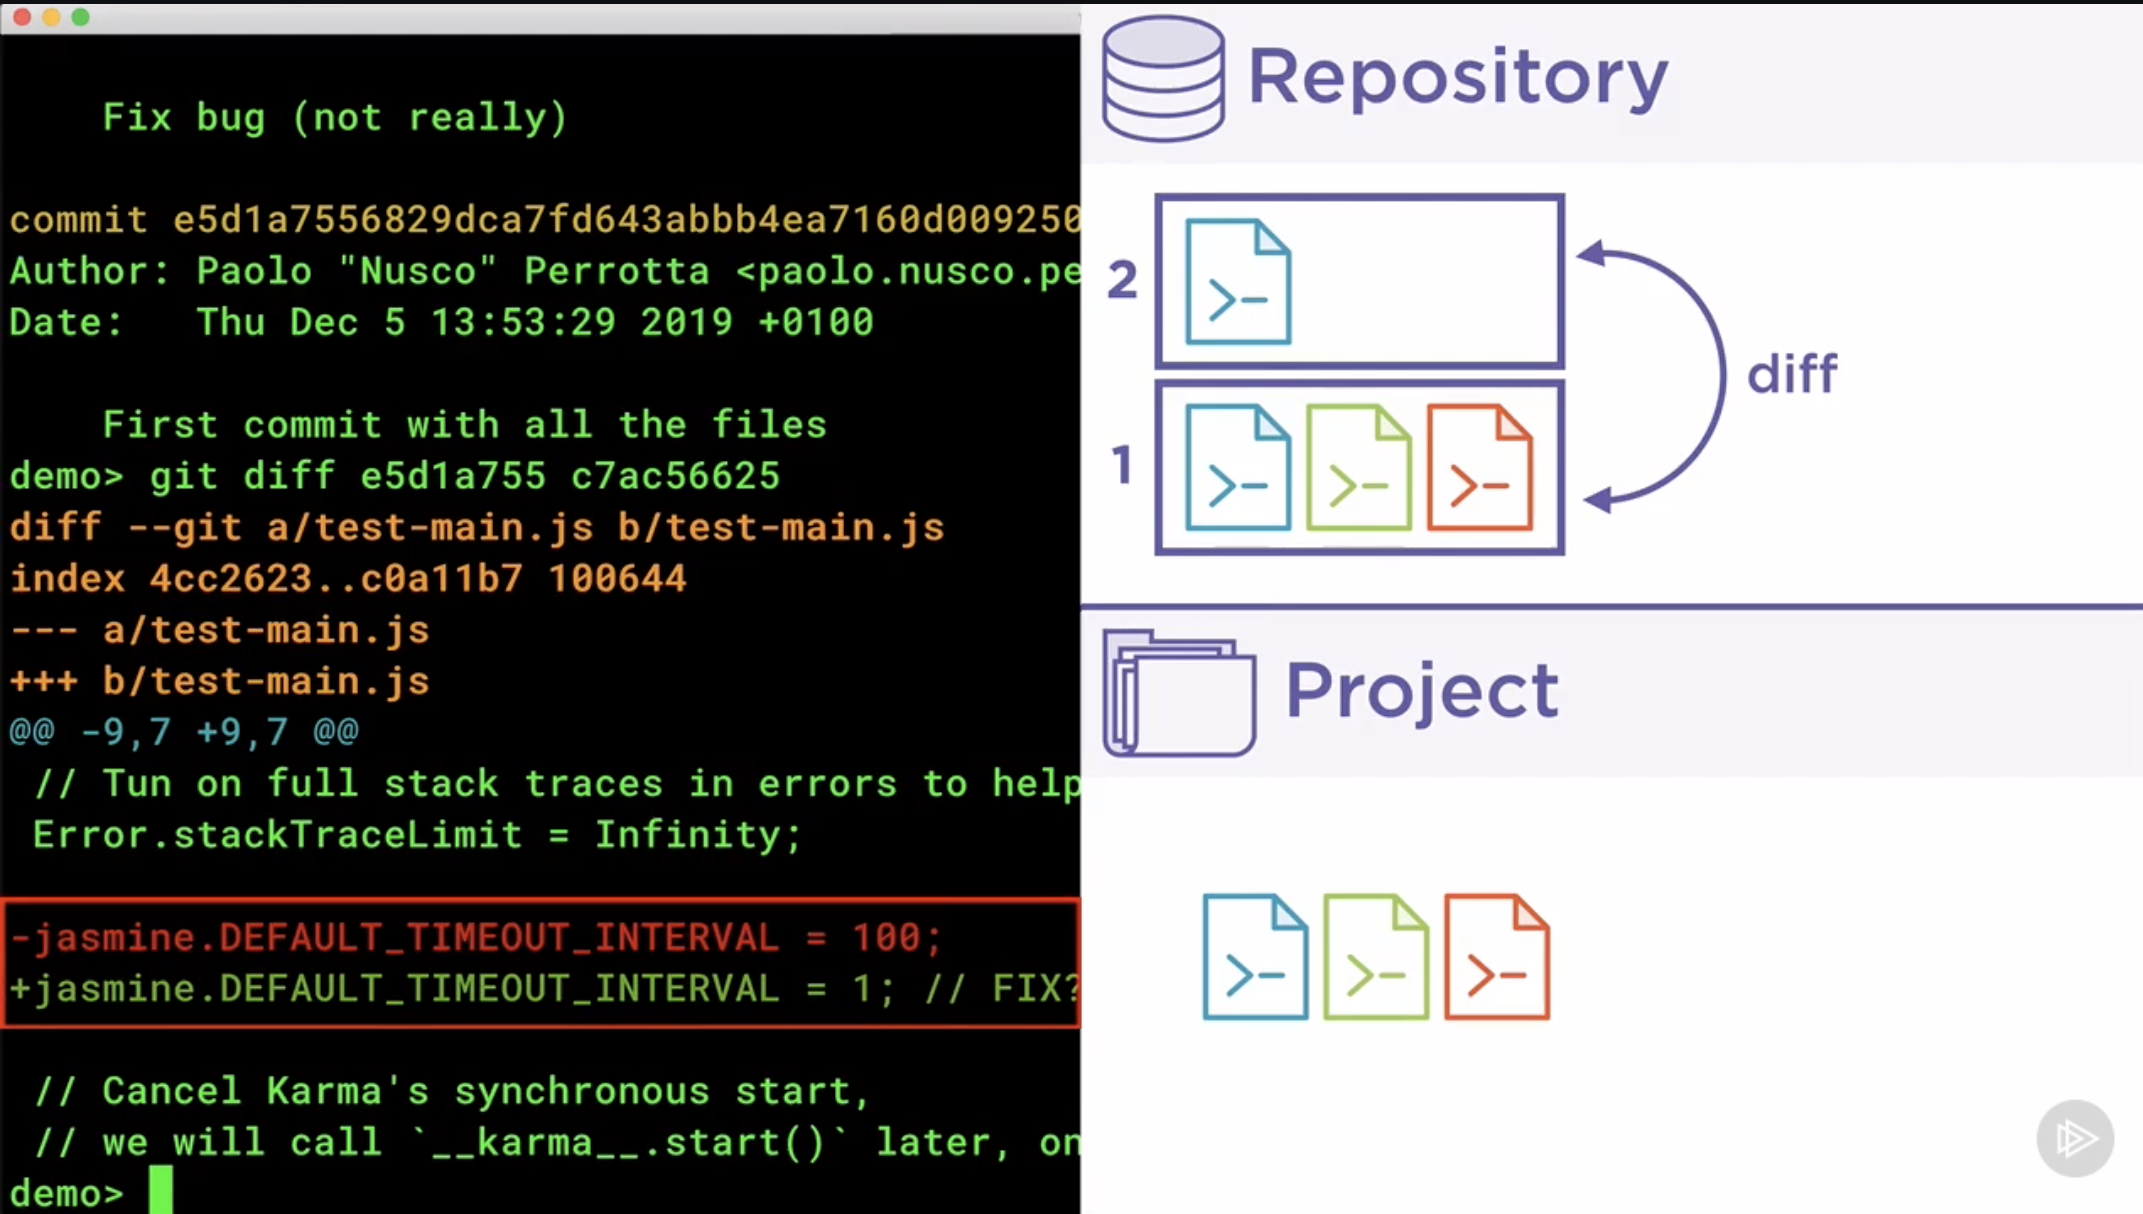 Fix bug (not really)
commit e5d1a7556829dca7fd643abbb4ea7160d009250
Author: Paolo "Nusco" Perrotta <paolo.nusco.pe
Date:   Thu Dec 5 13:53:29 2019 +0100
First commit with all the files
demo> git diff e5d1a755 c7ac56625
diff --git a/test-main.js b/test-main.js
index 4cc2623..c0a11b7 100644
--- a/test-main.js
+++ b/test-main.js
@@ -9,7 +9,7 @@
// Tun on full stack traces in errors to help
Error.stackTraceLimit = Infinity;
-jasmine.DEFAULT_TIMEOUT_INTERVAL = 100;
+jasmine.DEFAULT_TIMEOUT_INTERVAL = 1; // FIX?
// Cancel Karma's synchronous start,
// we will call `__karma__.start()` later, on
demo>
Repository
2
1
diff
Project